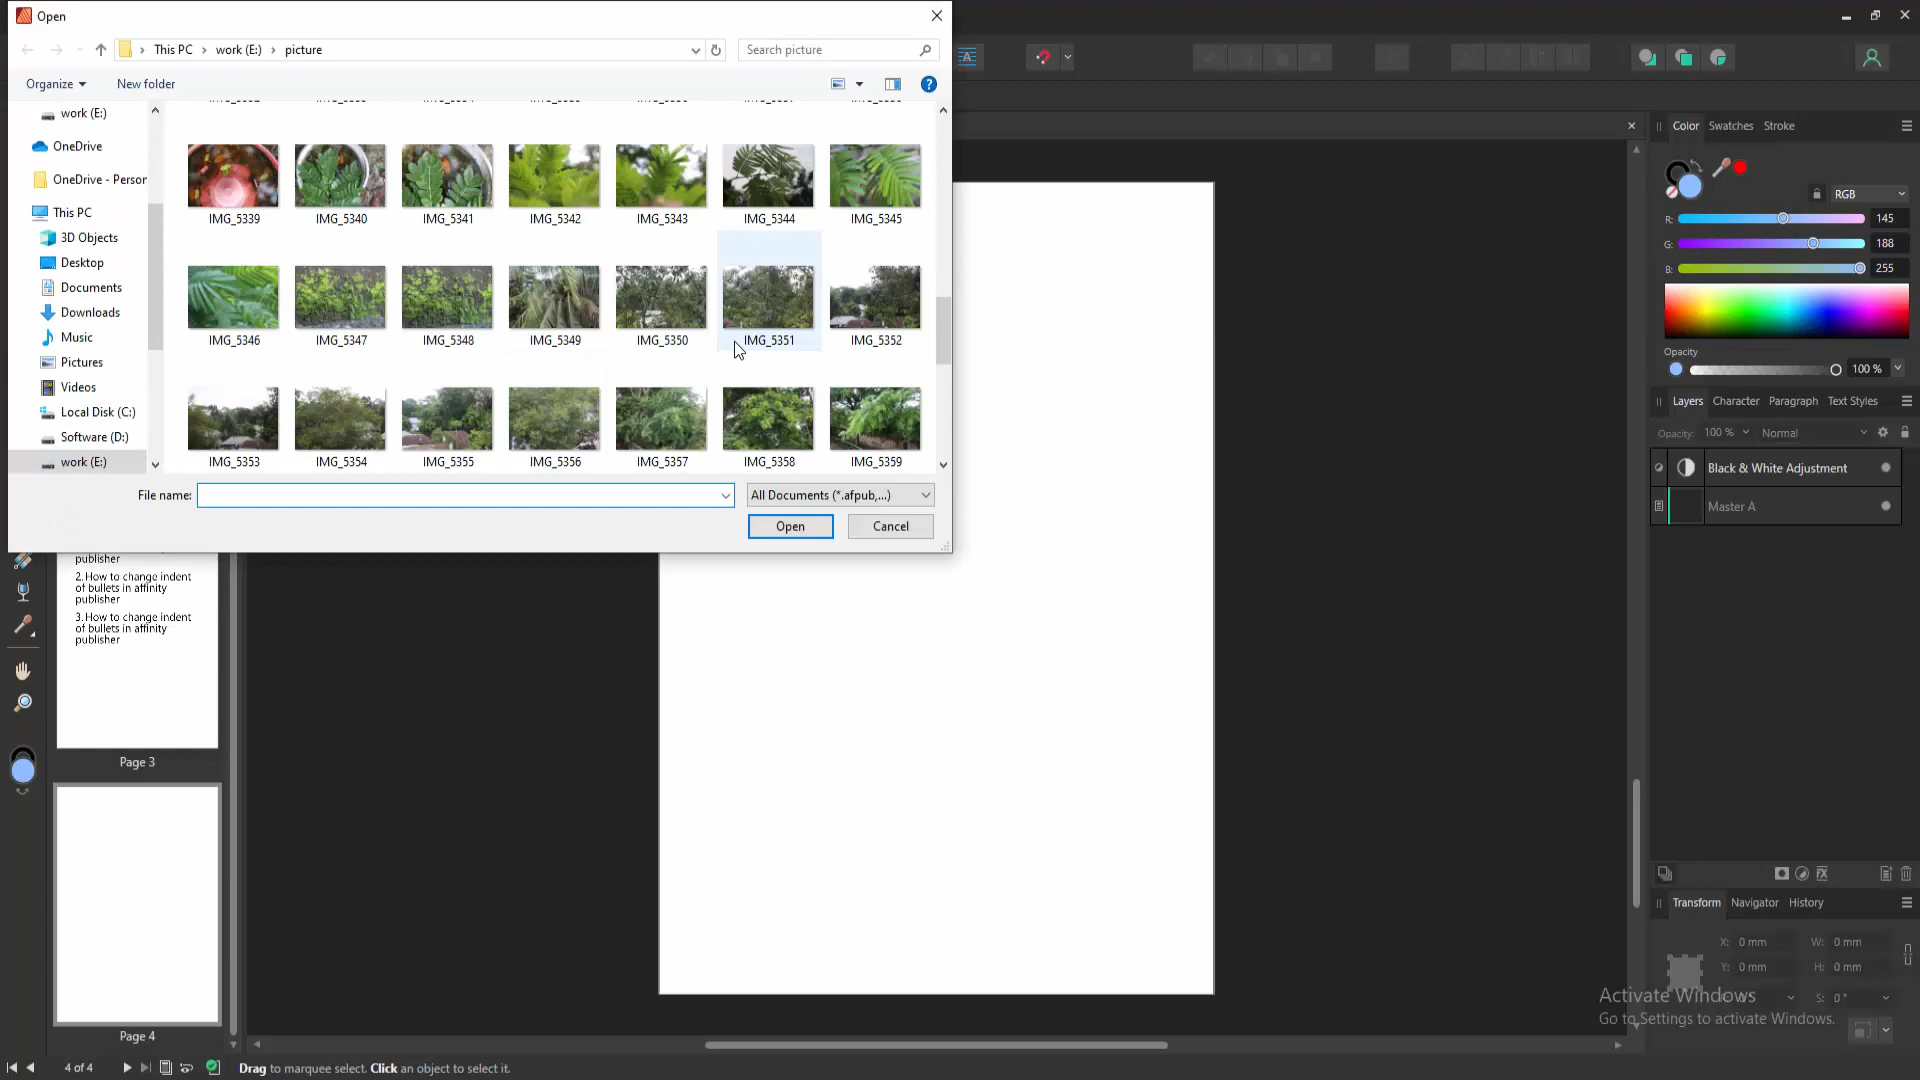 Open
This PC > work (E:) > picture
Search picture
Organize
New folder
work (E:)
OneDrive
OneDrive - Person
This PC
3D Objects
Desktop
Documents
Downloads
Music
Pictures
Videos
Local Disk (C:)
Software (D:)
work (E:)
IMG_5339 IMG_5340 IMG_5341 IMG_5342 IMG_5343 IMG_5344 IMG_5345
IMG_5346 IMG_5347 IMG_5348 IMG_5349 IMG_5350 IMG_5351 IMG_5352
IMG_5353 IMG_5354 IMG_5355 IMG_5356 IMG_5357 IMG_5358 IMG_5359
File name:
All Documents (*.afpub,...)
Open Cancel
publisher
2.How to change indent
of bullets in affinity
publisher
3.How to change indent
of bullets in affinity
publisher
Page 3
Page 4
Color Swatches Stroke
RGB
R: 145
G: 188
B: 255
Opacity
100 %
Layers Character Paragraph Text Styles
Opacity: 100 % Normal
Black & White Adjustment
Master A
Transform Navigator History
X: 0 mm W: 0 mm
Y: 0 mm H: 0 mm
S: 0 °
Activate Windows
Go to Settings to activate Windows.
4 of 4
Drag to marquee select. Click an object to select it.